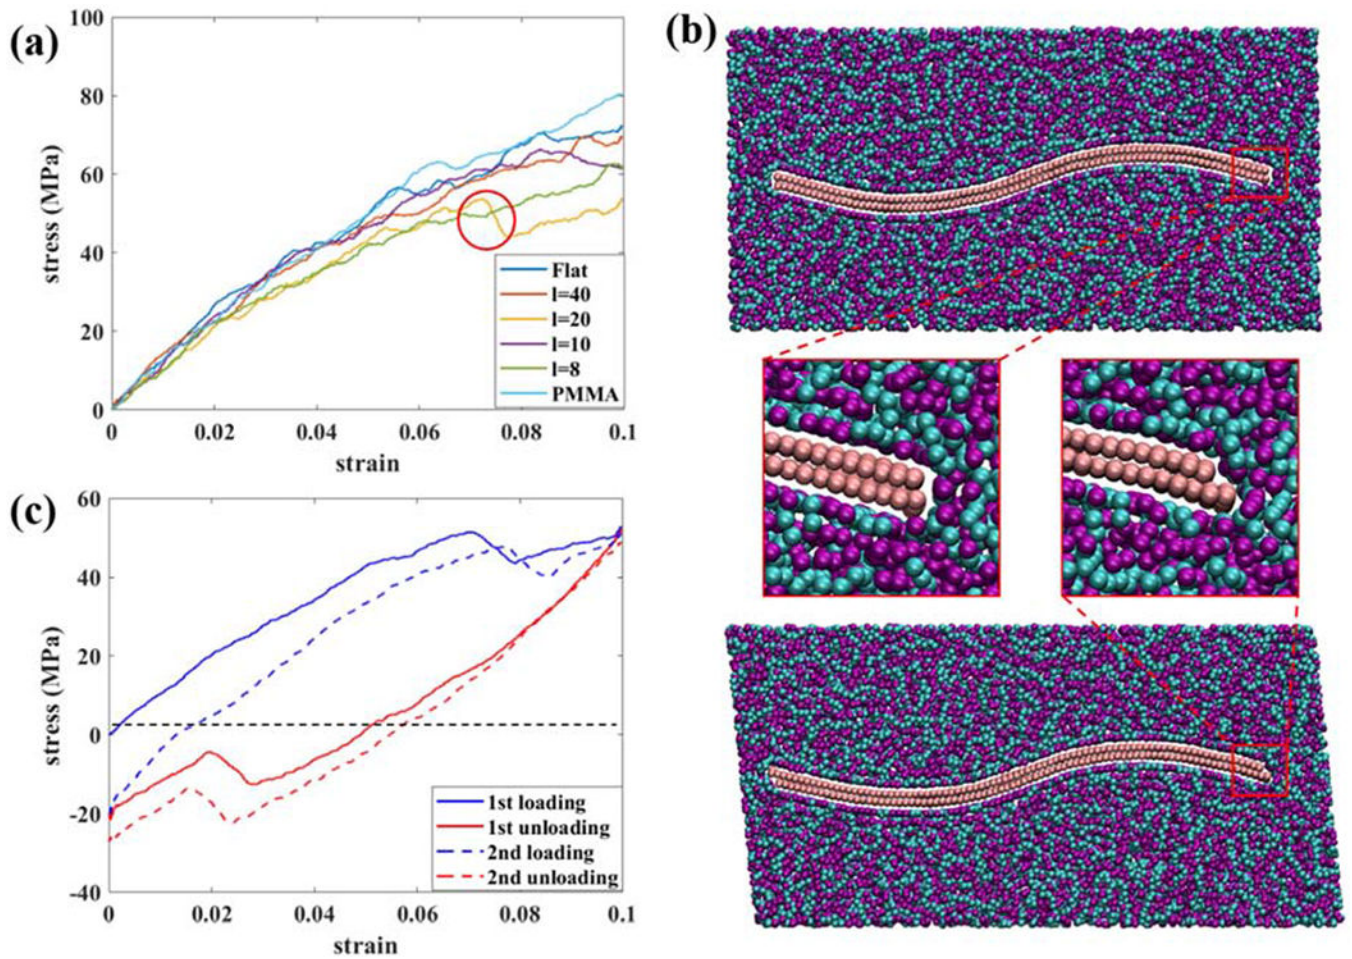 (a)
100
80
60
40
20
0
stress (MPa)
0 0.02 0.04 0.06 0.08 0.1
strain
Flat
l=40
l=20
l=10
l=8
PMMA
(b)
(c)
60
40
20
0
-20
-40
stress (MPa)
0 0.02 0.04 0.06 0.08 0.1
strain
1st loading
1st unloading
2nd loading
2nd unloading